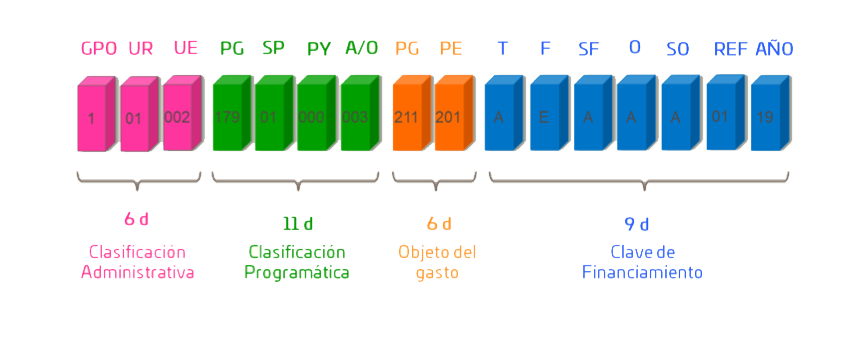 GPO UR UE PG SP PY A/O PG PE T F SF O SO REF AÑO
1 01 002 179 01 000 003 211 201 A E A A A 01 19
6 d 11 d 6 d 9 d
Clasificación Clasificación Objeto del Clave de
Administrativa Programática gasto Financiamiento